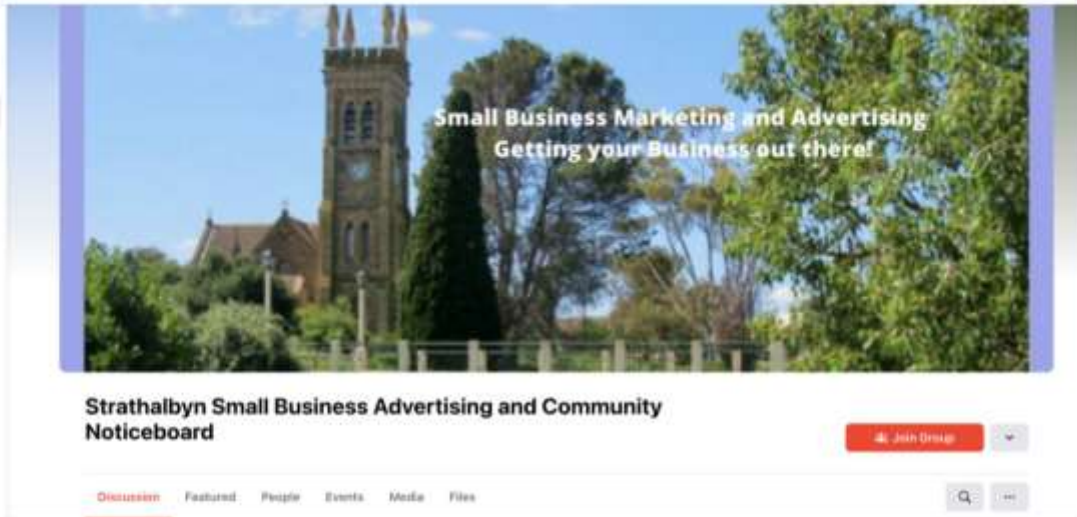 Small Business Marketing and Advertising
Getting your Business out there!
Strathalbyn Small Business Advertising and Community
Noticeboard
Join Group
Discussion Featured People Events Media Files